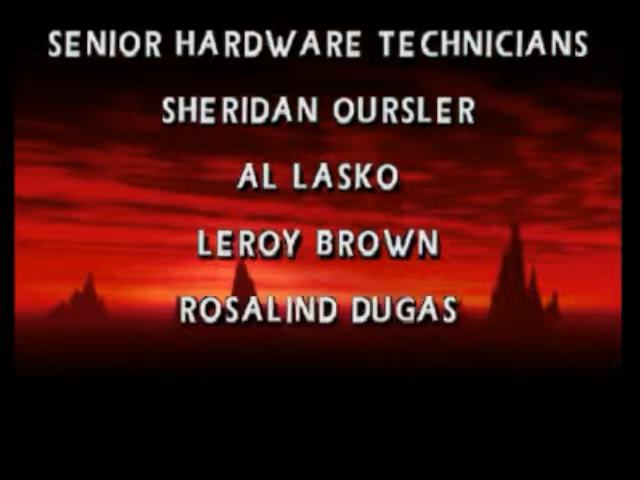 SENIOR HARDWARE TECHNICIANS
SHERIDAN OURSLER
AL LASKO
LEROY BROWN
ROSALIND DUGAS